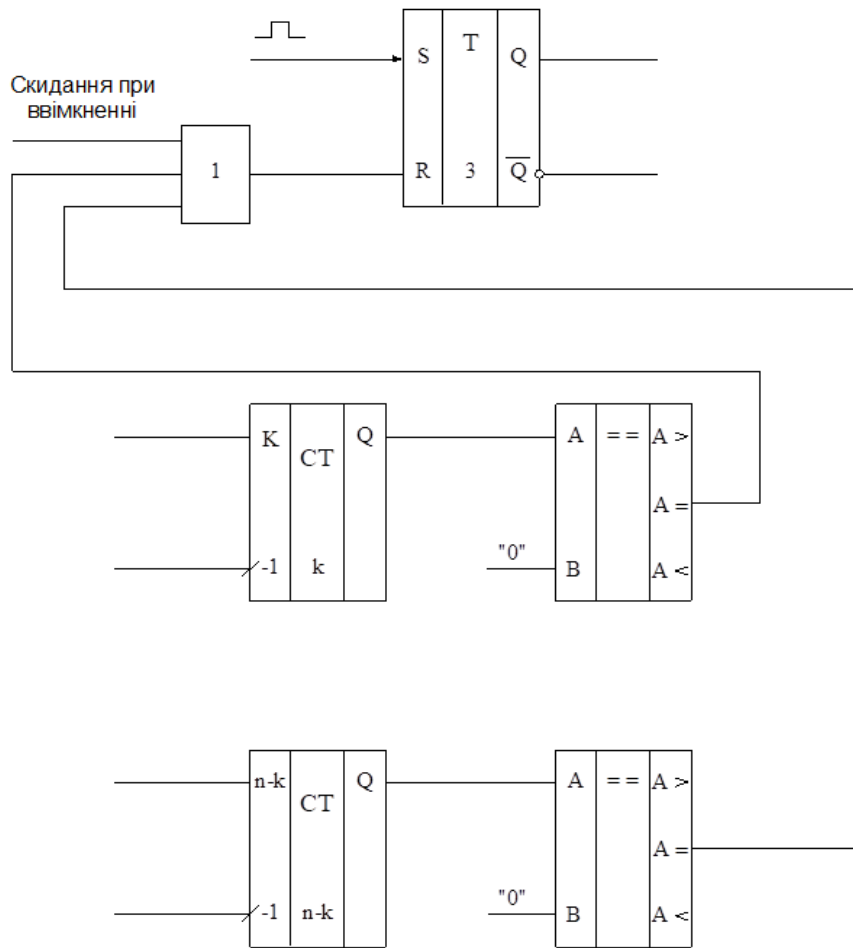 S T Q
Скидання при
ввімкненні
1
R 3 Q̅
K CT Q
A == A >
A =
"0"
-1 k
B A <
n-k CT Q
A == A >
A =
"0"
-1 n-k
B A <